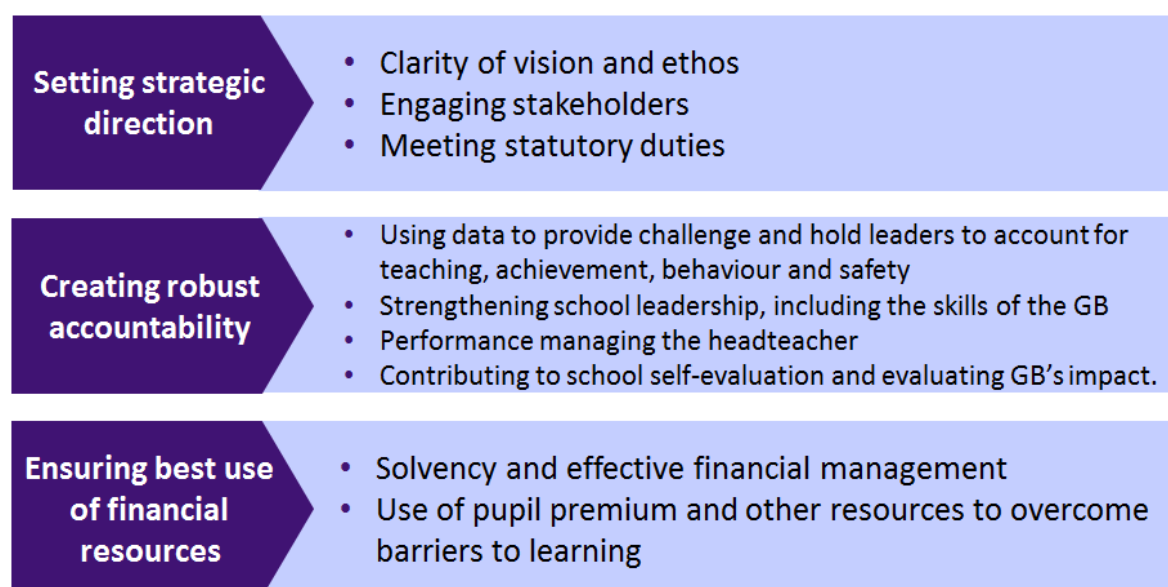 Setting strategic
direction
• Clarity of vision and ethos
• Engaging stakeholders
• Meeting statutory duties
Creating robust
accountability
• Using data to provide challenge and hold leaders to account for
teaching, achievement, behaviour and safety
• Strengthening school leadership, including the skills of the GB
• Performance managing the headteacher
• Contributing to school self-evaluation and evaluating GB’s impact.
Ensuring best use
of financial
resources
• Solvency and effective financial management
• Use of pupil premium and other resources to overcome
barriers to learning